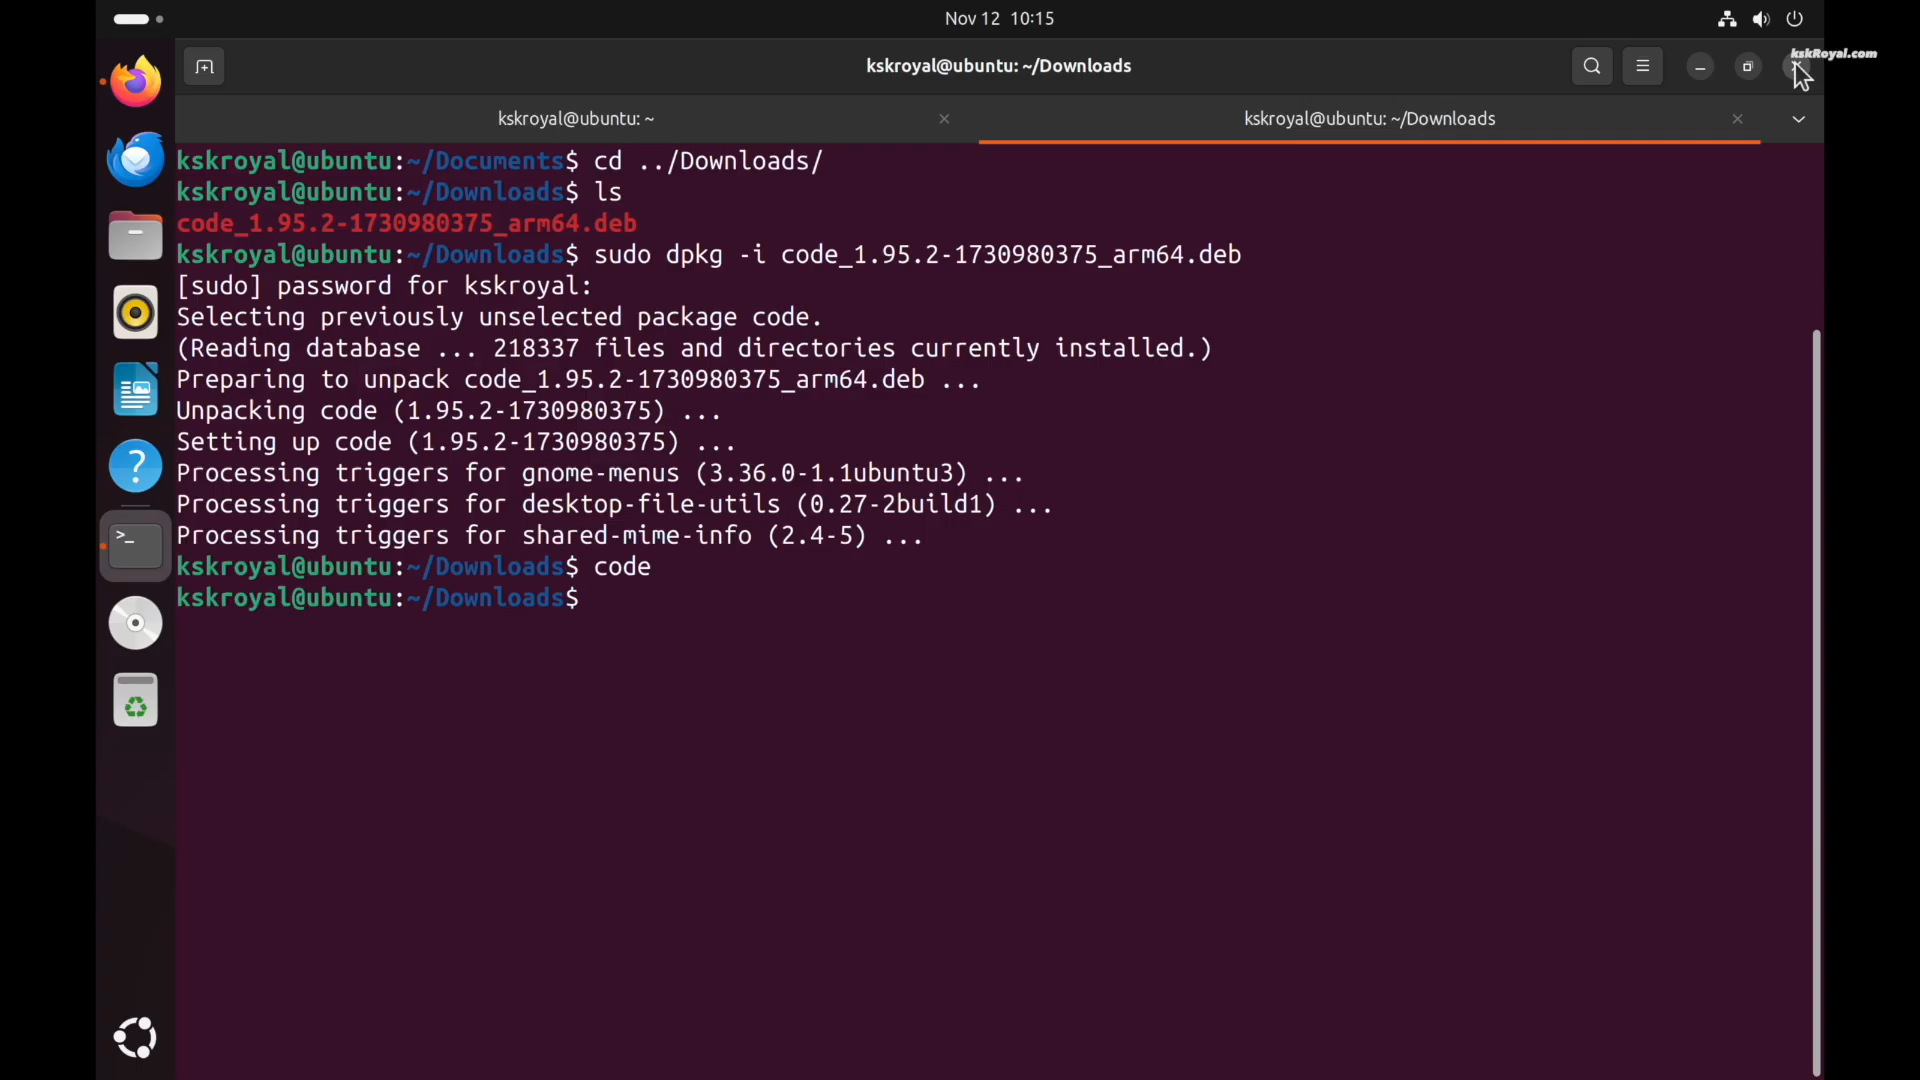 Nov 12 10:15
kskroyal@ubuntu: ~/Downloads
kskRoyal.com
kskroyal@ubuntu: ~
kskroyal@ubuntu: ~/Downloads
kskroyal@ubuntu:~/Documents$ cd ../Downloads/
kskroyal@ubuntu:~/Downloads$ ls
code_1.95.2-1730980375_arm64.deb
kskroyal@ubuntu:~/Downloads$ sudo dpkg -i code_1.95.2-1730980375_arm64.deb
[sudo] password for kskroyal:
Selecting previously unselected package code.
(Reading database ... 218337 files and directories currently installed.)
Preparing to unpack code_1.95.2-1730980375_arm64.deb ...
Unpacking code (1.95.2-1730980375) ...
Setting up code (1.95.2-1730980375) ...
Processing triggers for gnome-menus (3.36.0-1.1ubuntu3) ...
Processing triggers for desktop-file-utils (0.27-2build1) ...
Processing triggers for shared-mime-info (2.4-5) ...
kskroyal@ubuntu:~/Downloads$ code
kskroyal@ubuntu:~/Downloads$